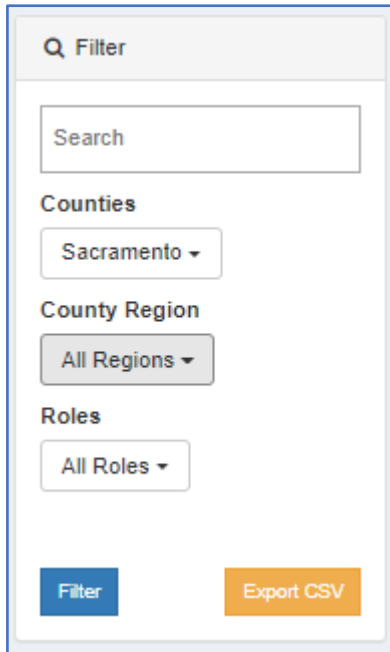 Filter
Search
Counties
Sacramento
County Region
All Regions
Roles
All Roles
Filter Export CSV